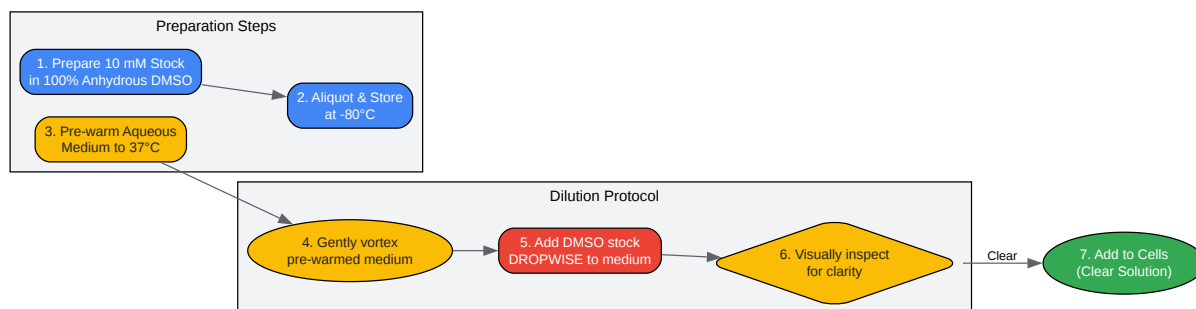 Preparation Steps
1. Prepare 10 mM Stock
in 100% Anhydrous DMSO
2. Aliquot & Store
at -80°C
3. Pre-warm Aqueous
Medium to 37°C
Dilution Protocol
4. Gently vortex
pre-warmed medium
5. Add DMSO stock
DROPWISE to medium
6. Visually inspect
for clarity
Clear
7. Add to Cells
(Clear Solution)